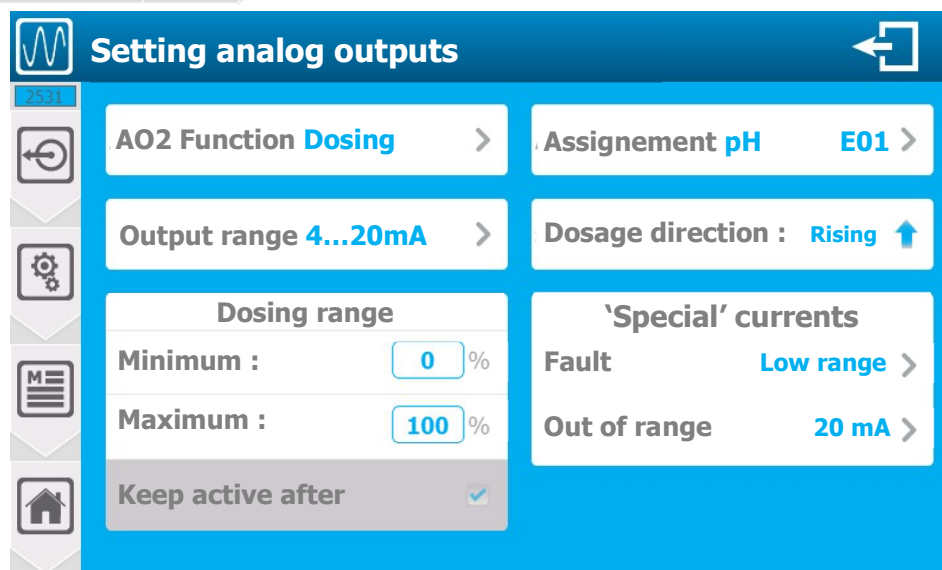 Setting analog outputs
2531
AO2 Function Dosing
Assignement pH E01
Output range 4...20mA
Dosage direction : Rising
Dosing range
Minimum : 0 %
Maximum : 100 %
Keep active after
‘Special’ currents
Fault Low range
Out of range 20 mA
M